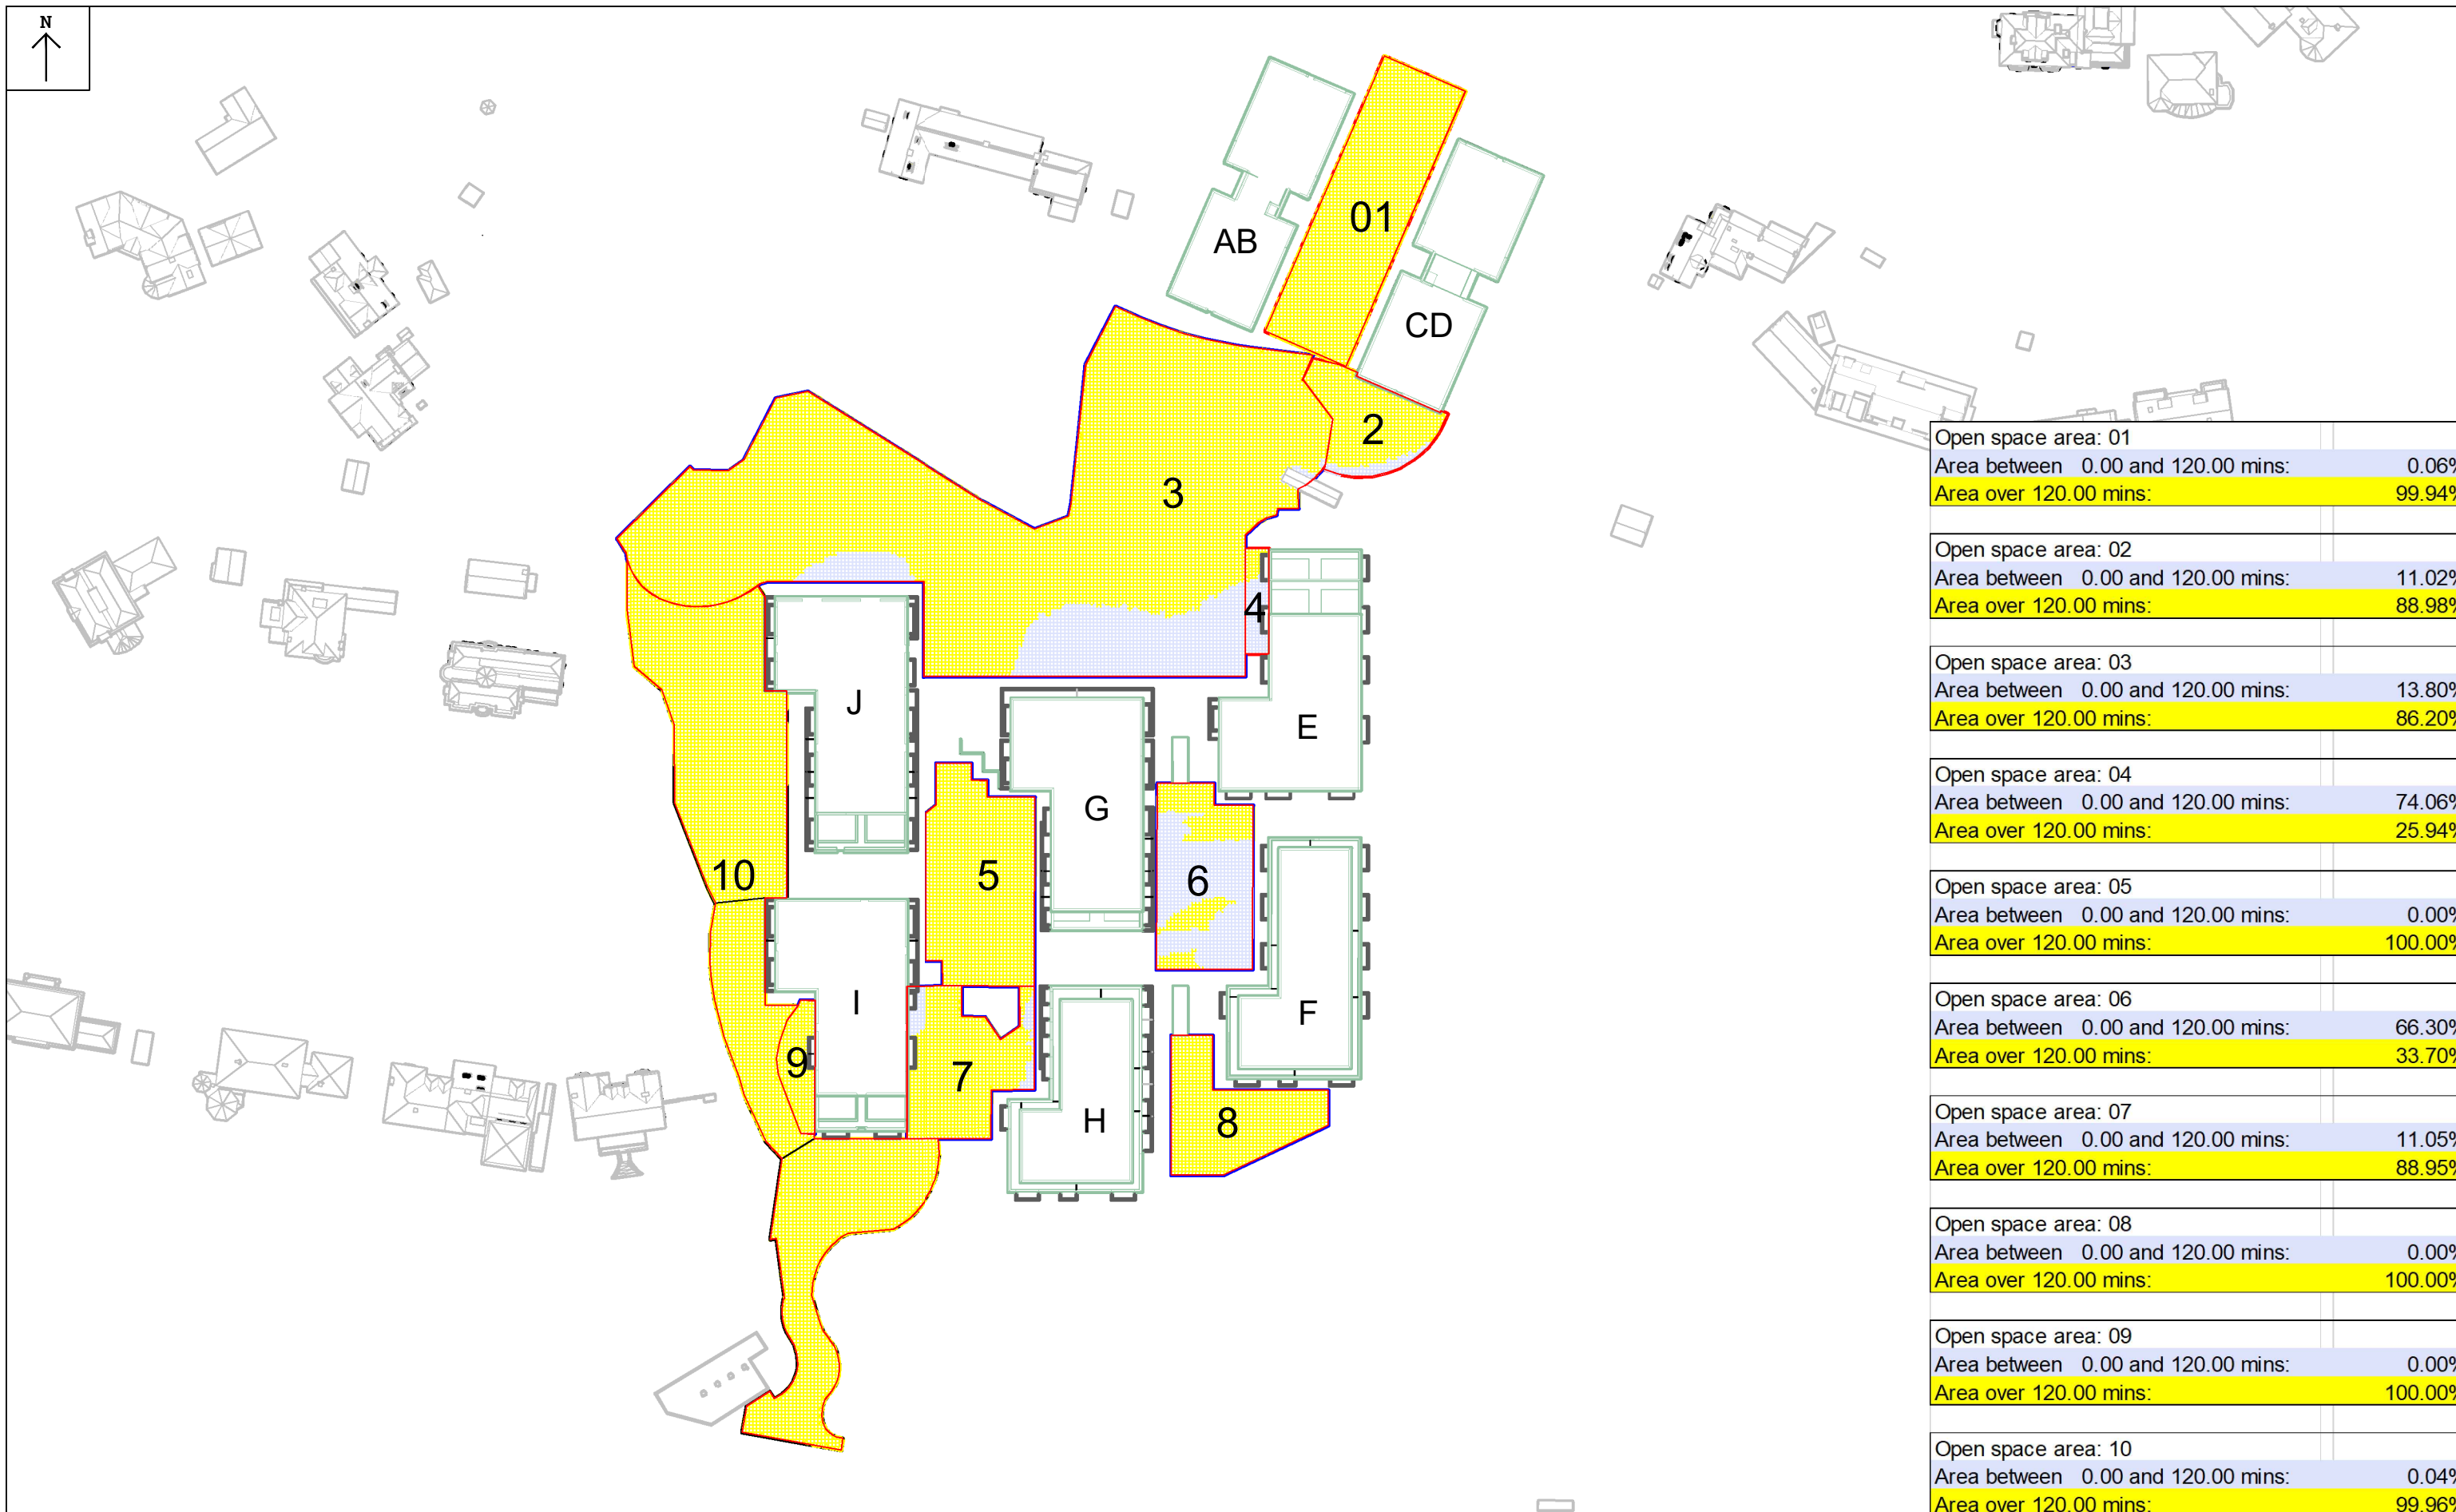 N
01
AB
CD
2
3
4
J
E
G
10
5
6
I
F
9
7
H
8
Open space area: 01
Area between 0.00 and 120.00 mins: 0.06%
Area over 120.00 mins: 99.94%
Open space area: 02
Area between 0.00 and 120.00 mins: 11.02%
Area over 120.00 mins: 88.98%
Open space area: 03
Area between 0.00 and 120.00 mins: 13.80%
Area over 120.00 mins: 86.20%
Open space area: 04
Area between 0.00 and 120.00 mins: 74.06%
Area over 120.00 mins: 25.94%
Open space area: 05
Area between 0.00 and 120.00 mins: 0.00%
Area over 120.00 mins: 100.00%
Open space area: 06
Area between 0.00 and 120.00 mins: 66.30%
Area over 120.00 mins: 33.70%
Open space area: 07
Area between 0.00 and 120.00 mins: 11.05%
Area over 120.00 mins: 88.95%
Open space area: 08
Area between 0.00 and 120.00 mins: 0.00%
Area over 120.00 mins: 100.00%
Open space area: 09
Area between 0.00 and 120.00 mins: 0.00%
Area over 120.00 mins: 100.00%
Open space area: 10
Area between 0.00 and 120.00 mins: 0.04%
Area over 120.00 mins: 99.96%